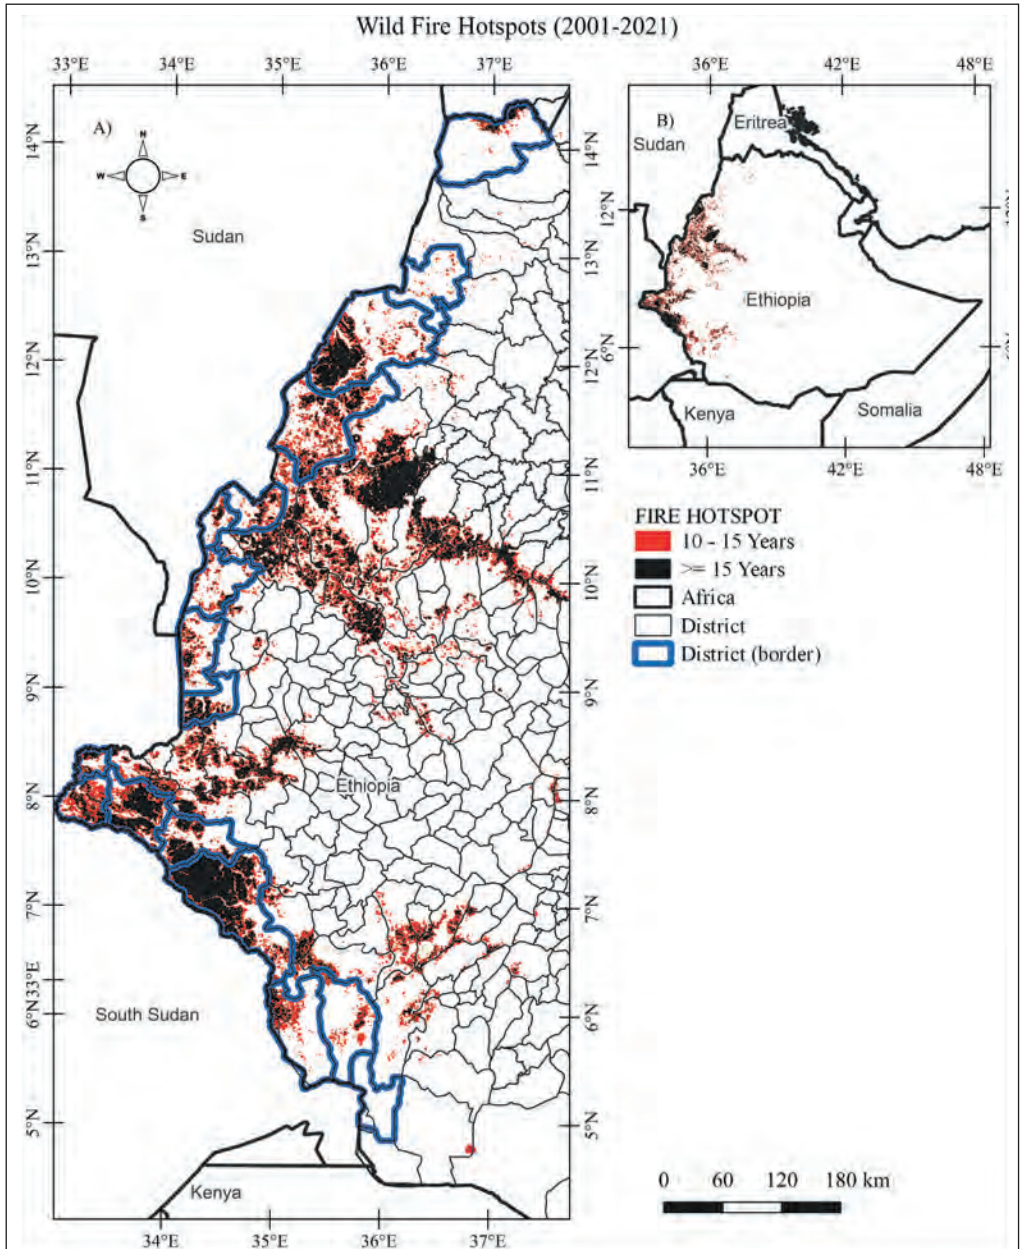 Wild Fire Hotspots (2001-2021)
33°E 34°E 35°E 36°E 37°E
36°E 42°E 48°E
A)
N
W E
S
14°N
13°N
12°N
11°N
10°N
9°N
8°N
7°N
33°E
6°N
5°N
Sudan
Ethiopia
South Sudan
Kenya
14°N
13°N
12°N
11°N
10°N
9°N
8°N
7°N
6°N
5°N
34°E 35°E 36°E 37°E
B)
Eritrea
Sudan
12°N
Ethiopia
6°N
Kenya
Somalia
36°E 42°E 48°E
FIRE HOTSPOT
10 - 15 Years
>= 15 Years
Africa
District
District (border)
0 60 120 180 km